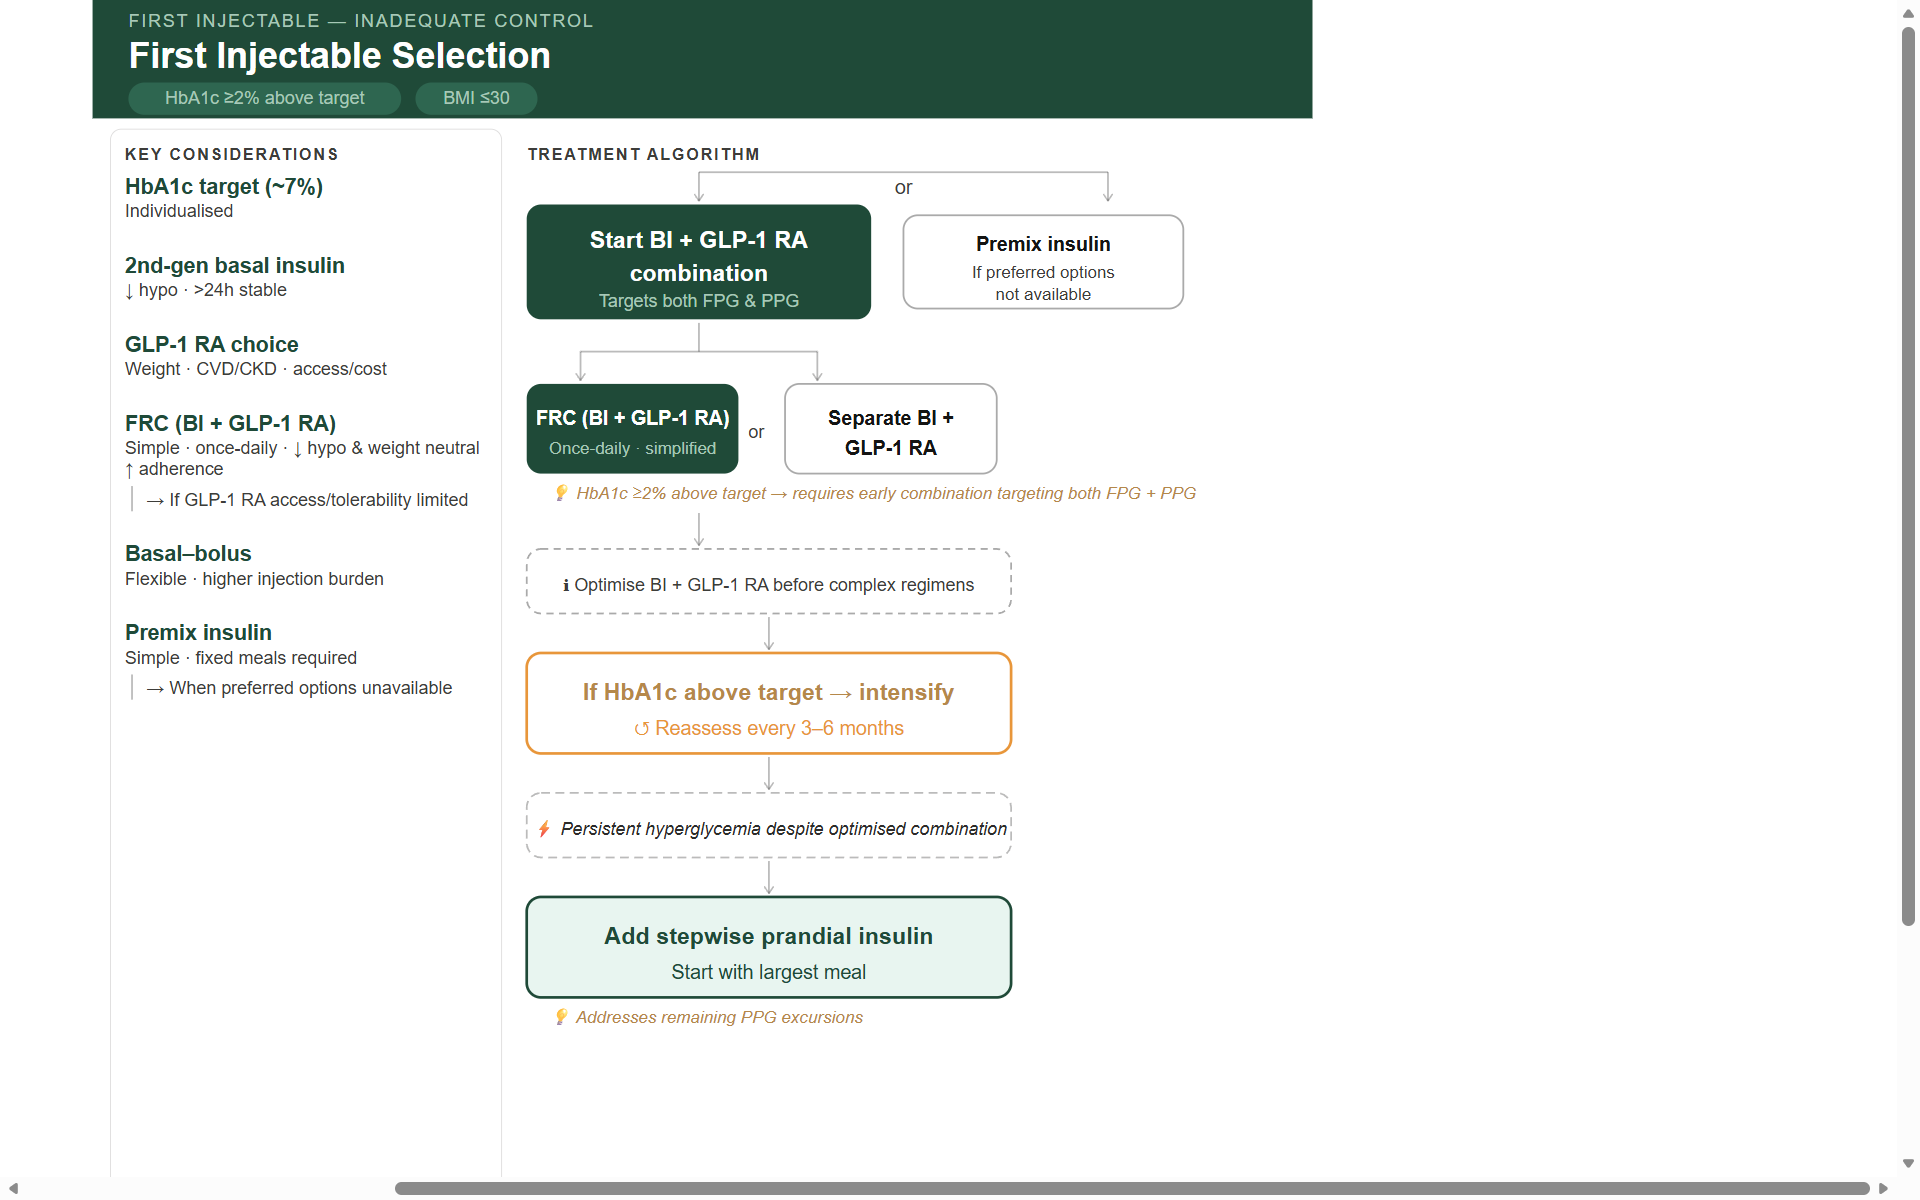 FIRST INJECTABLE — INADEQUATE CONTROL
First Injectable Selection
HbA1c ≥2% above target
BMI ≤30
KEY CONSIDERATIONS
HbA1c target (~7%)
Individualised
2nd-gen basal insulin
↓ hypo · >24h stable
GLP-1 RA choice
Weight · CVD/CKD · access/cost
FRC (BI + GLP-1 RA)
Simple · once-daily · ↓ hypo & weight neutral
↑ adherence
→ If GLP-1 RA access/tolerability limited
Basal–bolus
Flexible · higher injection burden
Premix insulin
Simple · fixed meals required
→ When preferred options unavailable
TREATMENT ALGORITHM
or
Start BI + GLP-1 RA
combination
Targets both FPG & PPG
Premix insulin
If preferred options
not available
FRC (BI + GLP-1 RA)
Once-daily · simplified
or
Separate BI +
GLP-1 RA
💡 HbA1c ≥2% above target → requires early combination targeting both FPG + PPG
ℹ Optimise BI + GLP-1 RA before complex regimens
If HbA1c above target → intensify
↺ Reassess every 3–6 months
⚡ Persistent hyperglycemia despite optimised combination
Add stepwise prandial insulin
Start with largest meal
💡 Addresses remaining PPG excursions